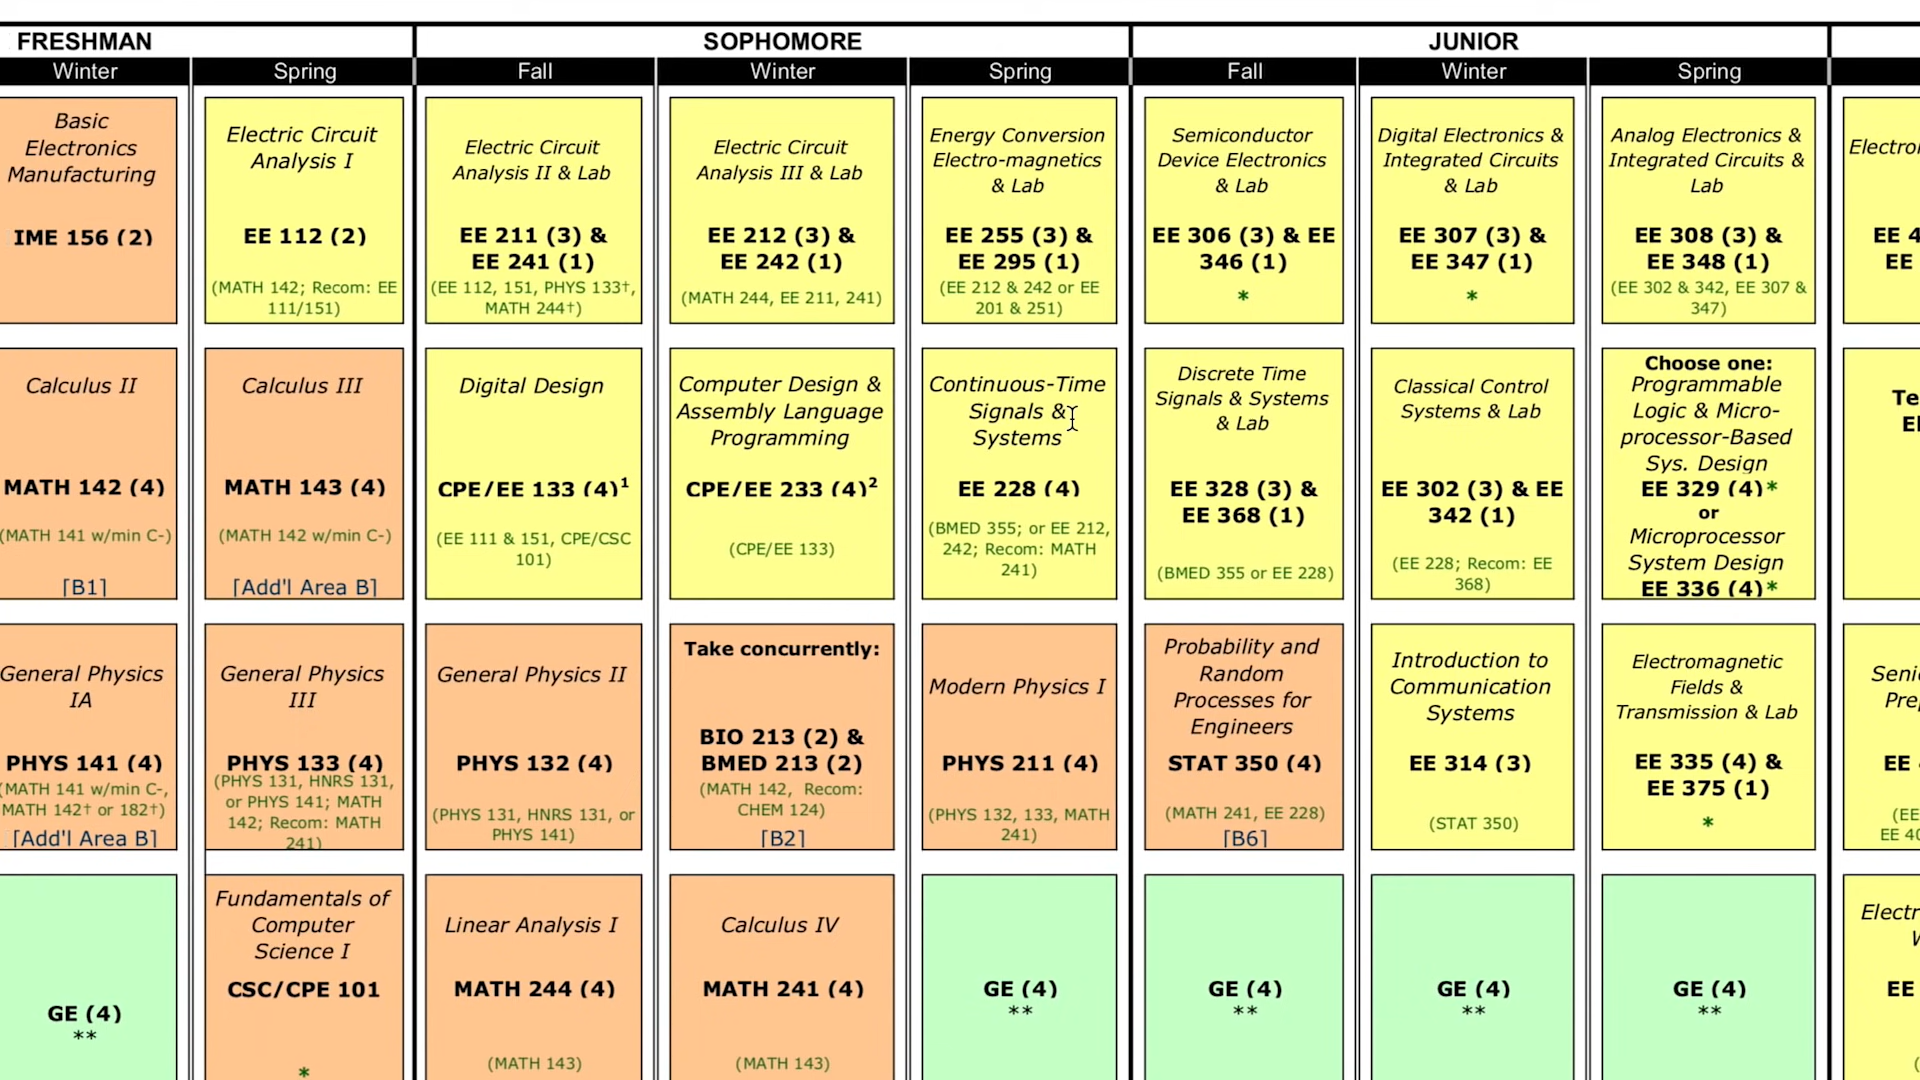 FRESHMAN
SOPHOMORE
JUNIOR
Winter
Spring
Fall
Winter
Spring
Fall
Winter
Spring
Basic
Electronics
Manufacturing
IME 156 (2)
Electric Circuit
Analysis I
EE 112 (2)
(MATH 142; Recom: EE
111/151)
Electric Circuit
Analysis II & Lab
EE 211 (3) &
EE 241 (1)
(EE 112, 151, PHYS 133†,
MATH 244†)
Electric Circuit
Analysis III & Lab
EE 212 (3) &
EE 242 (1)
(MATH 244, EE 211, 241)
Energy Conversion
Electro-magnetics
& Lab
EE 255 (3) &
EE 295 (1)
(EE 212 & 242 or EE
201 & 251)
Semiconductor
Device Electronics
& Lab
EE 306 (3) & EE
346 (1)
*
Digital Electronics &
Integrated Circuits
& Lab
EE 307 (3) &
EE 347 (1)
*
Analog Electronics &
Integrated Circuits &
Lab
EE 308 (3) &
EE 348 (1)
(EE 302 & 342, EE 307 &
347)
EE 4
EE
Calculus II
MATH 142 (4)
(MATH 141 w/min C-)
[B1]
Calculus III
MATH 143 (4)
(MATH 142 w/min C-)
[Add'l Area B]
Digital Design
CPE/EE 133 (4)¹
(EE 111 & 151, CPE/CSC
101)
Computer Design &
Assembly Language
Programming
CPE/EE 233 (4)²
(CPE/EE 133)
Continuous-Time
Signals &
Systems
EE 228 (4)
(BMED 355; or EE 212,
242; Recom: MATH
241)
Discrete Time
Signals & Systems
& Lab
EE 328 (3) &
EE 368 (1)
(BMED 355 or EE 228)
Classical Control
Systems & Lab
EE 302 (3) & EE
342 (1)
(EE 228; Recom: EE
368)
Choose one:
Programmable
Logic & Micro-
processor-Based
Sys. Design
EE 329 (4)*
or
Microprocessor
System Design
EE 336 (4)*
General Physics
IA
PHYS 141 (4)
(MATH 141 w/min C-,
MATH 142† or 182†)
[Add'l Area B]
General Physics
III
PHYS 133 (4)
(PHYS 131, HNRS 131,
or PHYS 141; MATH
142; Recom: MATH
241)
General Physics II
PHYS 132 (4)
(PHYS 131, HNRS 131, or
PHYS 141)
Take concurrently:
BIO 213 (2) &
BMED 213 (2)
(MATH 142, Recom:
CHEM 124)
[B2]
Modern Physics I
PHYS 211 (4)
(PHYS 132, 133, MATH
241)
Probability and
Random
Processes for
Engineers
STAT 350 (4)
(MATH 241, EE 228)
[B6]
Introduction to
Communication
Systems
EE 314 (3)
(STAT 350)
Electromagnetic
Fields &
Transmission & Lab
EE 335 (4) &
EE 375 (1)
*
EE
(EE
EE 40
GE (4)
**
Fundamentals of
Computer
Science I
CSC/CPE 101
*
Linear Analysis I
MATH 244 (4)
(MATH 143)
Calculus IV
MATH 241 (4)
(MATH 143)
GE (4)
**
GE (4)
**
GE (4)
**
GE (4)
**
EE